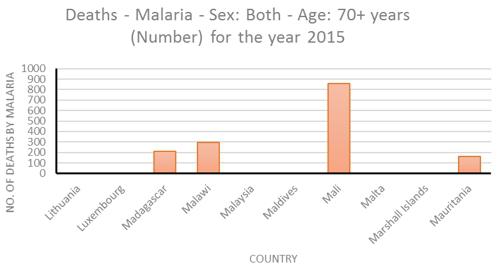 Deaths - Malaria - Sex: Both - Age: 70+ years
(Number) for the year 2015
NO. OF DEATHS BY MALARIA
1000
900
800
700
600
500
400
300
200
100
0
Lithuania
Luxembourg
Madagascar
Malawi
Malaysia
Maldives
Mali
Malta
Marshall Islands
Mauritania
COUNTRY